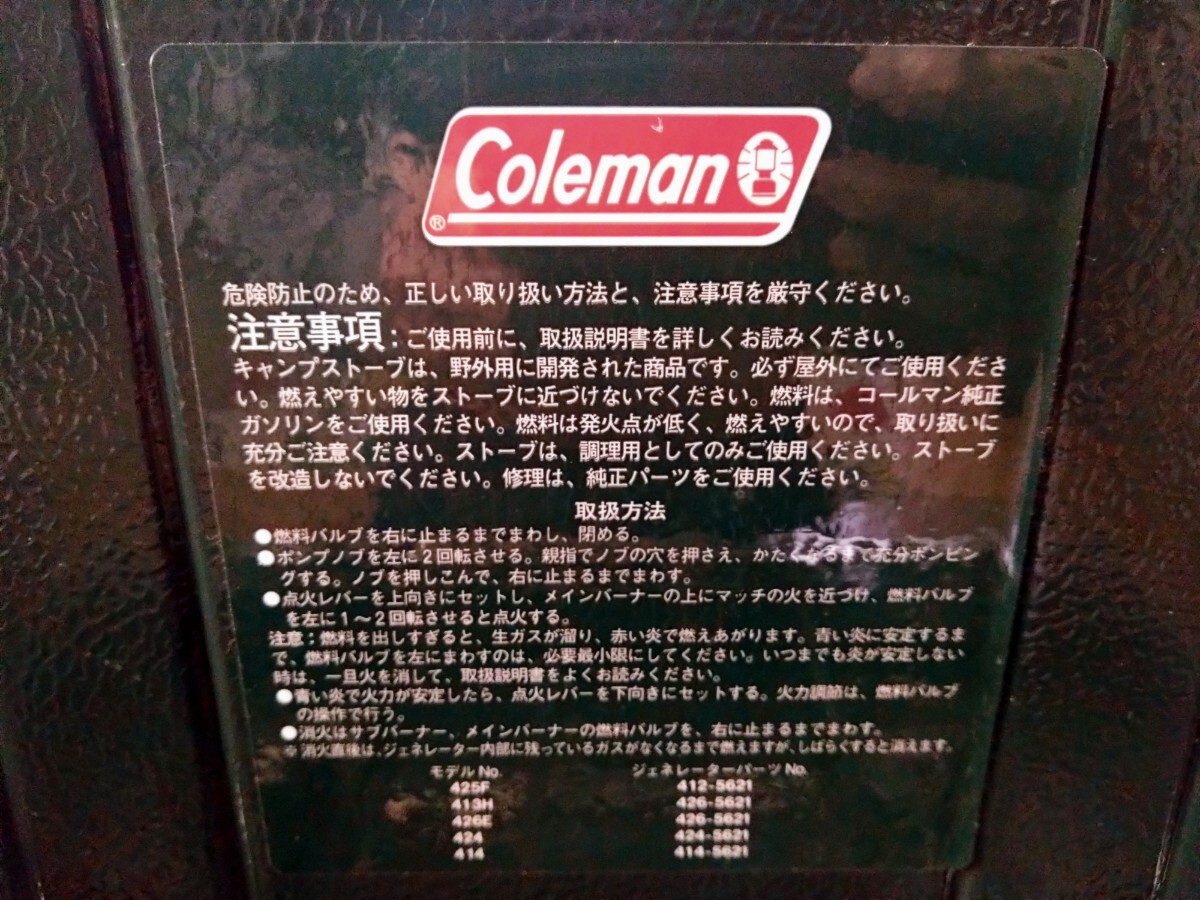 Coleman
®
危険防止のため、正しい取り扱い方法と、注意事項を厳守ください。
注意事項：ご使用前に、取扱説明書を詳しくお読みください。
キャンプストーブは、野外用に開発された商品です。必ず屋外にてご使用くださ
い。燃えやすい物をストーブに近づけないでください。燃料は、コールマン純正
ガソリンをご使用ください。燃料は発火点が低く、燃えやすいので、取り扱いに
充分ご注意ください。ストーブは、調理用としてのみご使用ください。ストーブ
を改造しないでください。修理は、純正パーツをご使用ください。
取扱方法
●燃料バルブを右に止まるまでまわし、閉める。
●ポンプノブを左に2回転させる。親指でノブの穴を押さえ、かたくなるまで充分ポンピン
グする。ノブを押しこんで、右に止まるまでまわす。
●点火レバーを上向きにセットし、メインバーナーの上にマッチの火を近づけ、燃料バルブ
を左に1〜2回転させると点火する。
注意：燃料を出しすぎると、生ガスが溜り、赤い炎で燃えあがります。青い炎に安定するま
で、燃料バルブを左にまわすのは、必要最小限にしてください。いつまでも炎が安定しない
時は、一旦火を消して、取扱説明書をよくお読みください。
●青い炎で火力が安定したら、点火レバーを下向きにセットする。火力調節は、燃料バルブ
の操作で行う。
●消火はサブバーナー、メインバーナーの燃料バルブを、右に止まるまでまわす。
※消火直後は、ジェネレーター内部に残っているガスがなくなるまで燃えますが、しばらくすると消えます。
モデルNo. ジェネレーターパーツNo.
425F 412-5621
413H 426-5621
426E 426-5621
424 424-5621
414 414-5621